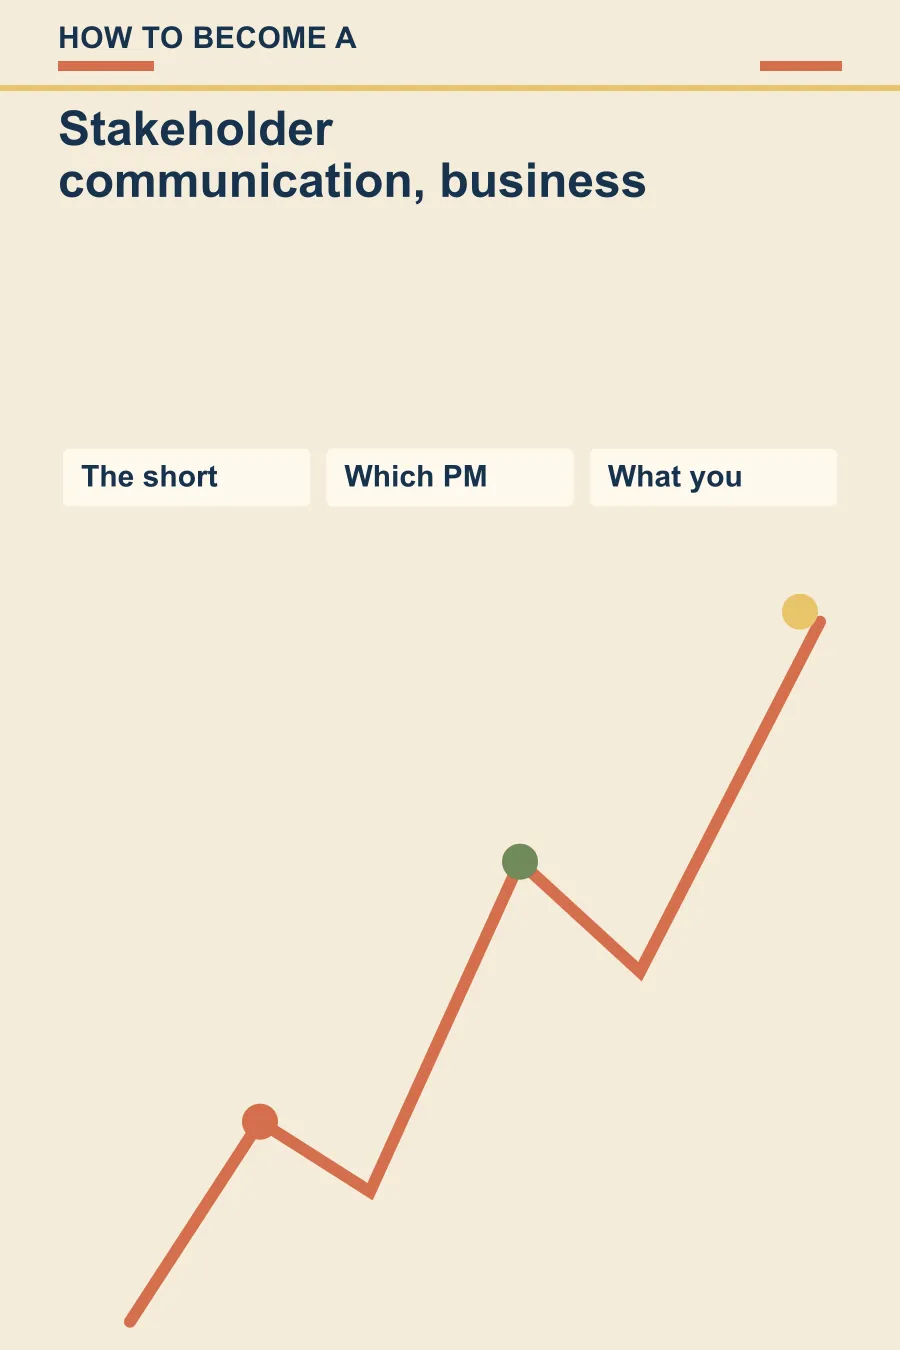 HOW TO BECOME A
Stakeholder
communication, business
The short
Which PM
What you